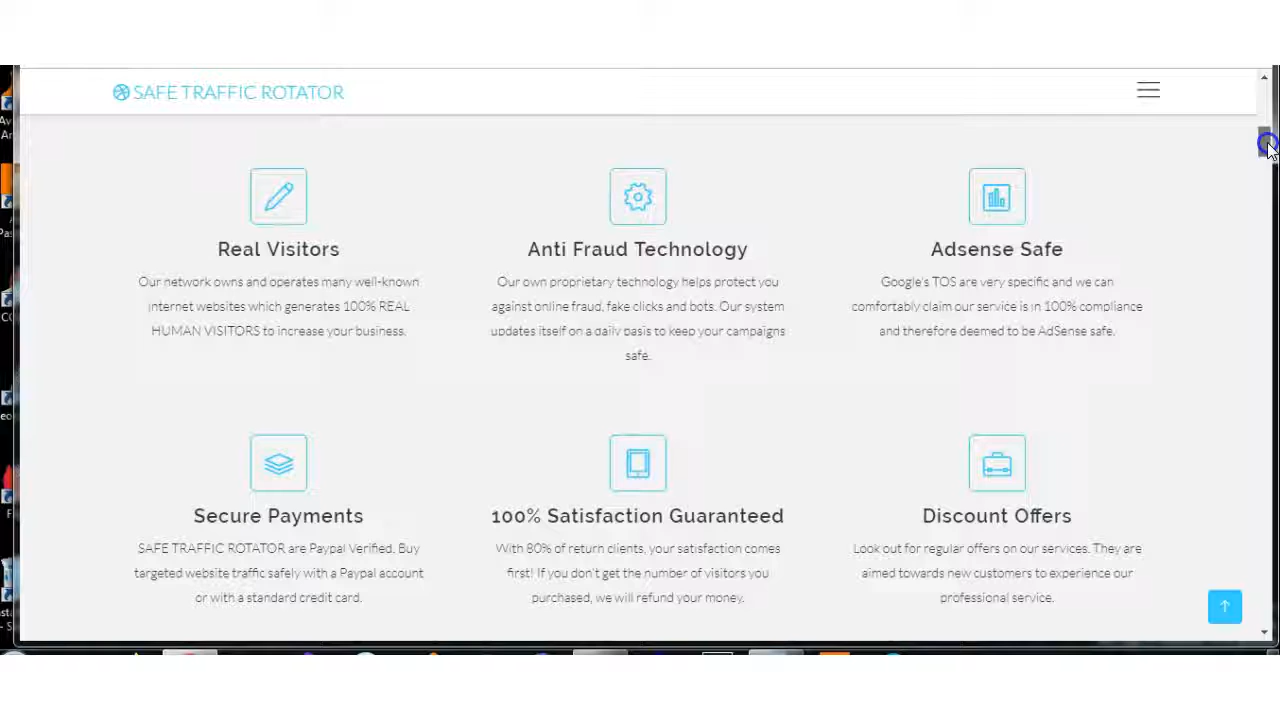 SAFE TRAFFIC ROTATOR
Real Visitors
Our network owns and operates many well-known
internet websites which generates 100% REAL
HUMAN VISITORS to increase your business.
Anti Fraud Technology
Our own proprietary technology helps protect you
against online fraud, fake clicks and bots. Our system
updates itself on a daily basis to keep your campaigns
safe.
Adsense Safe
Google's TOS are very specific and we can
comfortably claim our service is in 100% compliance
and therefore deemed to be AdSense safe.
Secure Payments
SAFE TRAFFIC ROTATOR are Paypal Verified. Buy
targeted website traffic safely with a Paypal account
or with a standard credit card.
100% Satisfaction Guaranteed
With 80% of return clients, your satisfaction comes
first! If you don't get the number of visitors you
purchased, we will refund your money.
Discount Offers
Look out for regular offers on our services. They are
aimed towards new customers to experience our
professional service.